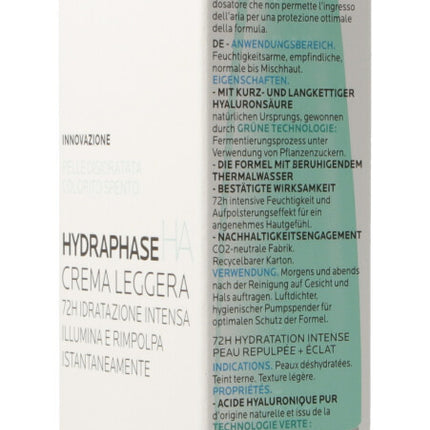 INNOVAZIONE
PELLE DISIDRATATA
COLORITO SPENTO
HYDRAPHASE HA
CREMA LEGGERA
72H IDRATAZIONE INTENSA
ILLUMINA E RIMPOLPA
ISTANTANEAMENTE
dosatore che non permette l'ingresso
dell'aria per una protezione ottimale
della formula.
DE - ANWENDUNGSBEREICH.
Feuchtigkeitsarme, empfindliche,
normale bis Mischhaut.
EIGENSCHAFTEN.
- MIT KURZ- UND LANGKETTIGER
HYALURONSÄURE
natürlichen Ursprungs, gewonnen
durch GRÜNE TECHNOLOGIE:
Fermentierungsprozess unter
Verwendung von Pflanzenzuckern.
- DIE FORMEL MIT BERUHIGENDEM
THERMALWASSER
- BESTÄTIGTE WIRKSAMKEIT
72h intensive Feuchtigkeit und
Aufpolsterungseffekt für ein
angenehmes Hautgefühl.
- NACHHALTIGKEITSENGAGEMENT
CO2-neutrale Fabrik.
Recycelbarer Karton.
VERWENDUNG. Morgens und abends
nach der Reinigung auf Gesicht und
Hals auftragen. Luftdichter,
hygienischer Pumpspender für
optimalen Schutz der Formel.
72H HYDRATATION INTENSE
PEAU REPULPÉE + ÉCLAT
INDICATIONS. Peaux déshydratées.
Teint terne. Texture légère.
PROPRIÉTÉS.
- ACIDE HYALURONIQUE PUR
d'origine naturelle et issu de la
TECHNOLOGIE VERTE :